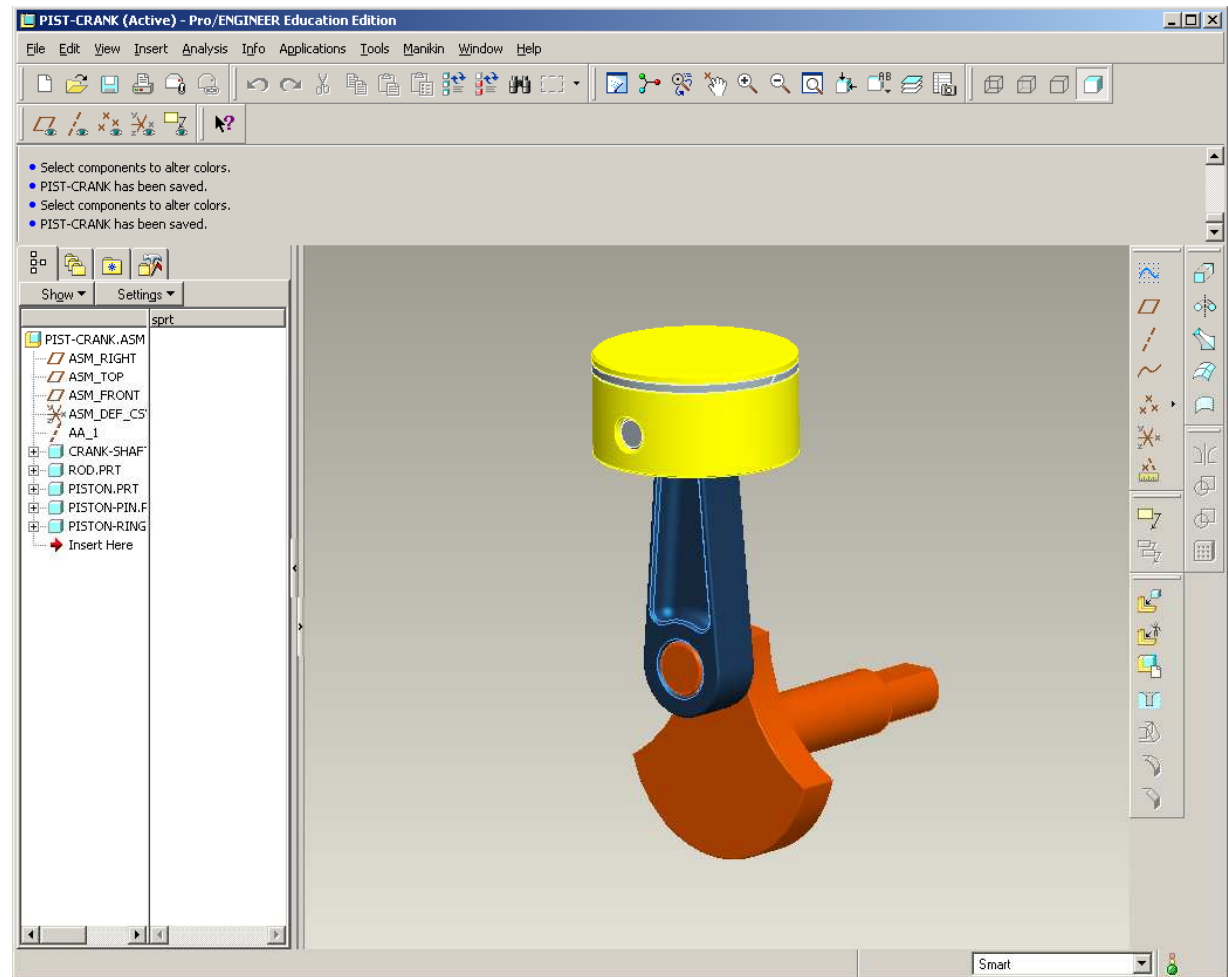 PIST-CRANK (Active) - Pro/ENGINEER Education Edition
File Edit View Insert Analysis Info Applications Tools Manikin Window Help
Select components to alter colors.
PIST-CRANK has been saved.
Select components to alter colors.
PIST-CRANK has been saved.
Show Settings
sprt
PIST-CRANK.ASM
ASM_RIGHT
ASM_TOP
ASM_FRONT
ASM_DEF_CS
AA_1
CRANK-SHAF
ROD.PRT
PISTON.PRT
PISTON-PIN.F
PISTON-RING
Insert Here
Smart